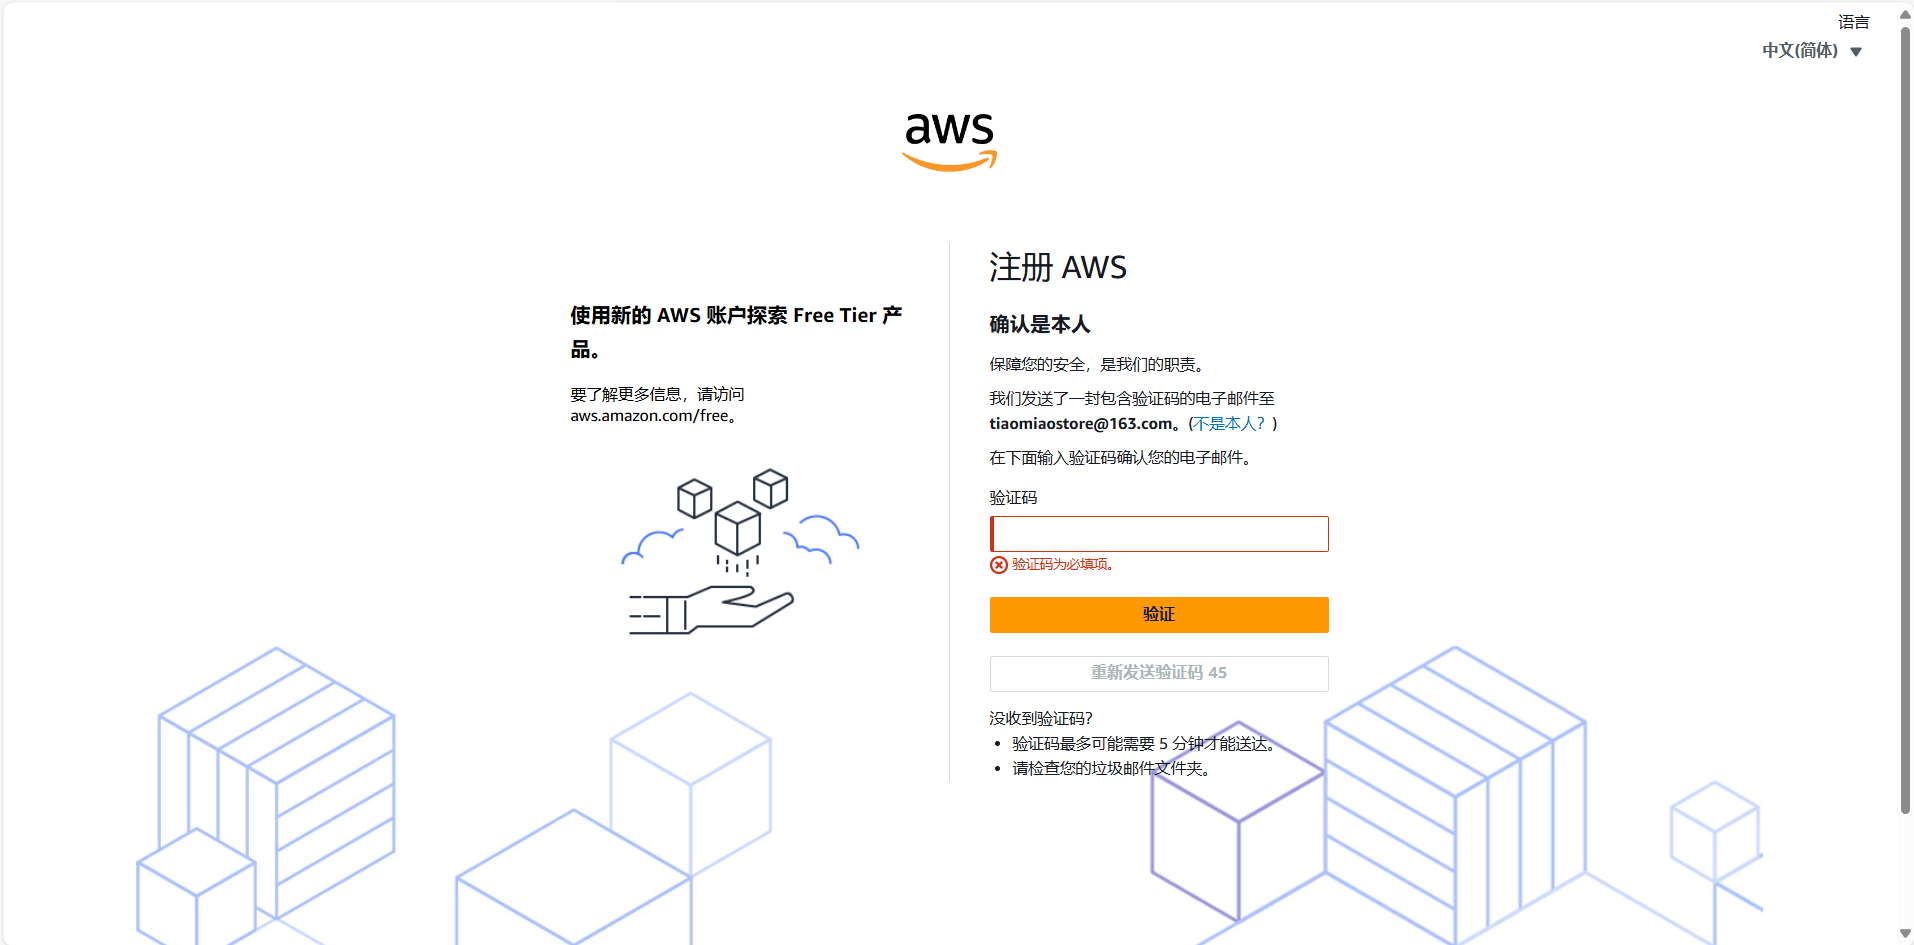 语言
中文(简体)
aws
注册 AWS
使用新的 AWS 账户探索 Free Tier 产
品。
要了解更多信息，请访问
aws.amazon.com/free。
确认是本人
保障您的安全，是我们的职责。
我们发送了一封包含验证码的电子邮件至
tiaomiaostore@163.com。(不是本人？)
在下面输入验证码确认您的电子邮件。
验证码
验证码为必填项。
验证
重新发送验证码 45
没收到验证码？
• 验证码最多可能需要 5 分钟才能送达。
• 请检查您的垃圾邮件文件夹。